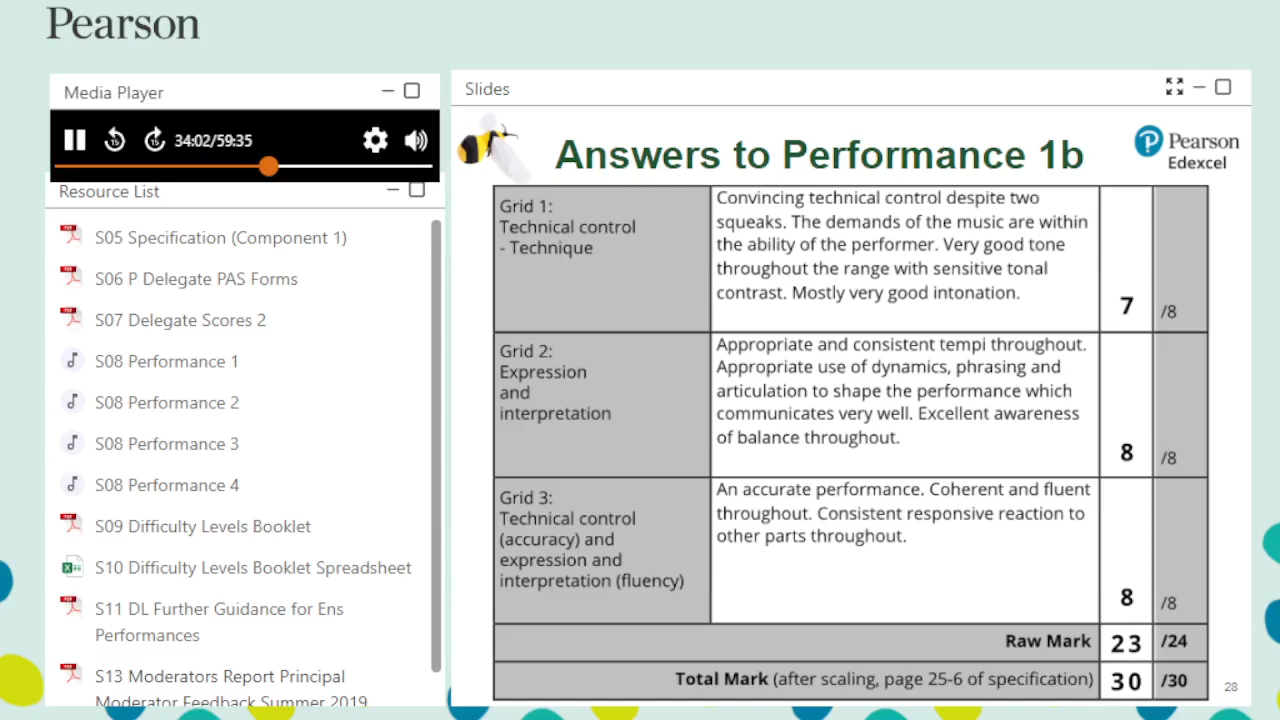 Pearson
Media Player
15
15
34:02/59:35
Resource List
S05 Specification (Component 1)
S06 P Delegate PAS Forms
S07 Delegate Scores 2
S08 Performance 1
S08 Performance 2
S08 Performance 3
S08 Performance 4
S09 Difficulty Levels Booklet
S10 Difficulty Levels Booklet Spreadsheet
S11 DL Further Guidance for Ens
Performances
S13 Moderators Report Principal
Moderator Feedback Summer 2019
Slides
Answers to Performance 1b
Pearson
Edexcel
Grid 1:
Technical control
- Technique
Convincing technical control despite two
squeaks. The demands of the music are within
the ability of the performer. Very good tone
throughout the range with sensitive tonal
contrast. Mostly very good intonation.
7 /8
Grid 2:
Expression
and
interpretation
Appropriate and consistent tempi throughout.
Appropriate use of dynamics, phrasing and
articulation to shape the performance which
communicates very well. Excellent awareness
of balance throughout.
8 /8
Grid 3:
Technical control
(accuracy) and
expression and
interpretation (fluency)
An accurate performance. Coherent and fluent
throughout. Consistent responsive reaction to
other parts throughout.
8 /8
Raw Mark 23 /24
Total Mark (after scaling, page 25-6 of specification) 30 /30
28